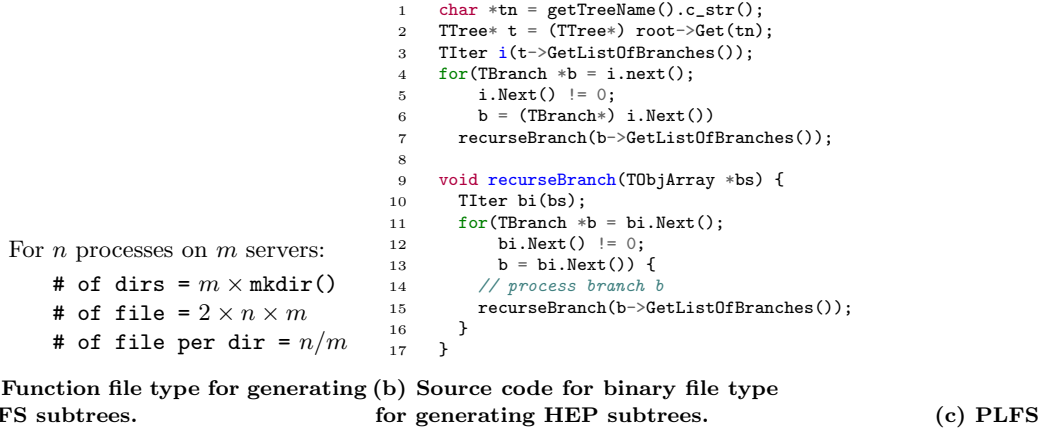 1 char *tn = getTreeName().c_str();
2 TTree* t = (TTree*) root->Get(tn);
3 TIter i(t->GetListOfBranches());
4 for(TBranch *b = i.next();
5 i.Next() != 0;
6 b = (TBranch*) i.Next())
7 recurseBranch(b->GetListOfBranches());
8
9 void recurseBranch(TObjArray *bs) {
10 TIter bi(bs);
11 for(TBranch *b = bi.Next();
12 bi.Next() != 0;
13 b = bi.Next()) {
14 // process branch b
15 recurseBranch(b->GetListOfBranches());
16 }
17 }
For n processes on m servers:
# of dirs = m × mkdir()
# of file = 2 × n × m
# of file per dir = n/m
Function file type for generating
FS subtrees.
(b) Source code for binary file type
for generating HEP subtrees.
(c) PLFS